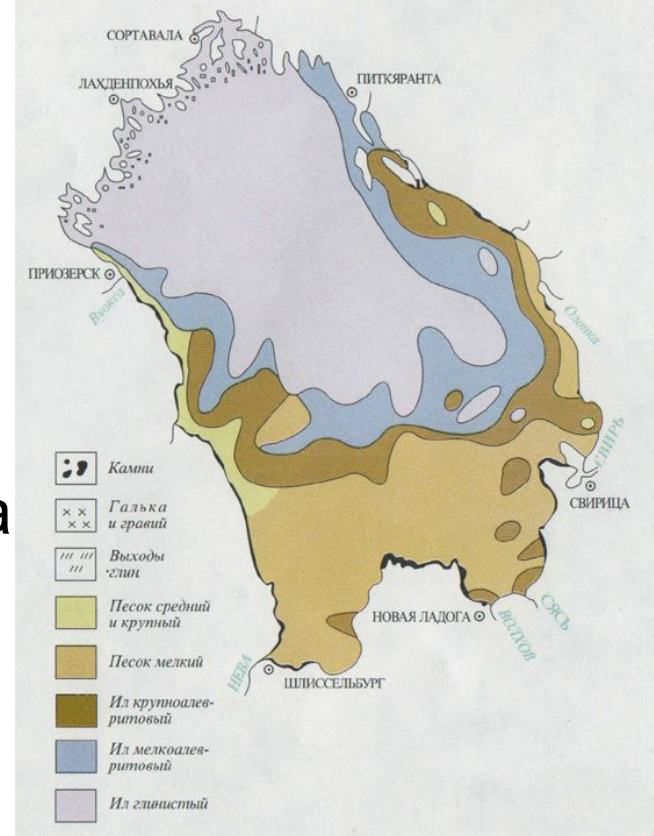 СОРТАВАЛА
ЛАХДЕНПОХЬЯ
ПИТКЯРАНТА
ПРИОЗЕРСК
Вуокса
Олонка
СВИРЬ
СВИРИЦА
НОВАЯ ЛАДОГА
ВОЛХОВ
СЯСЬ
НЕВА
ШЛИССЕЛЬБУРГ
а
Камни
Галька
и гравий
Выходы
глин
Песок средний
и крупный
Песок мелкий
Ил крупноалев-
ритовый
Ил мелкоалев-
ритовый
Ил глинистый